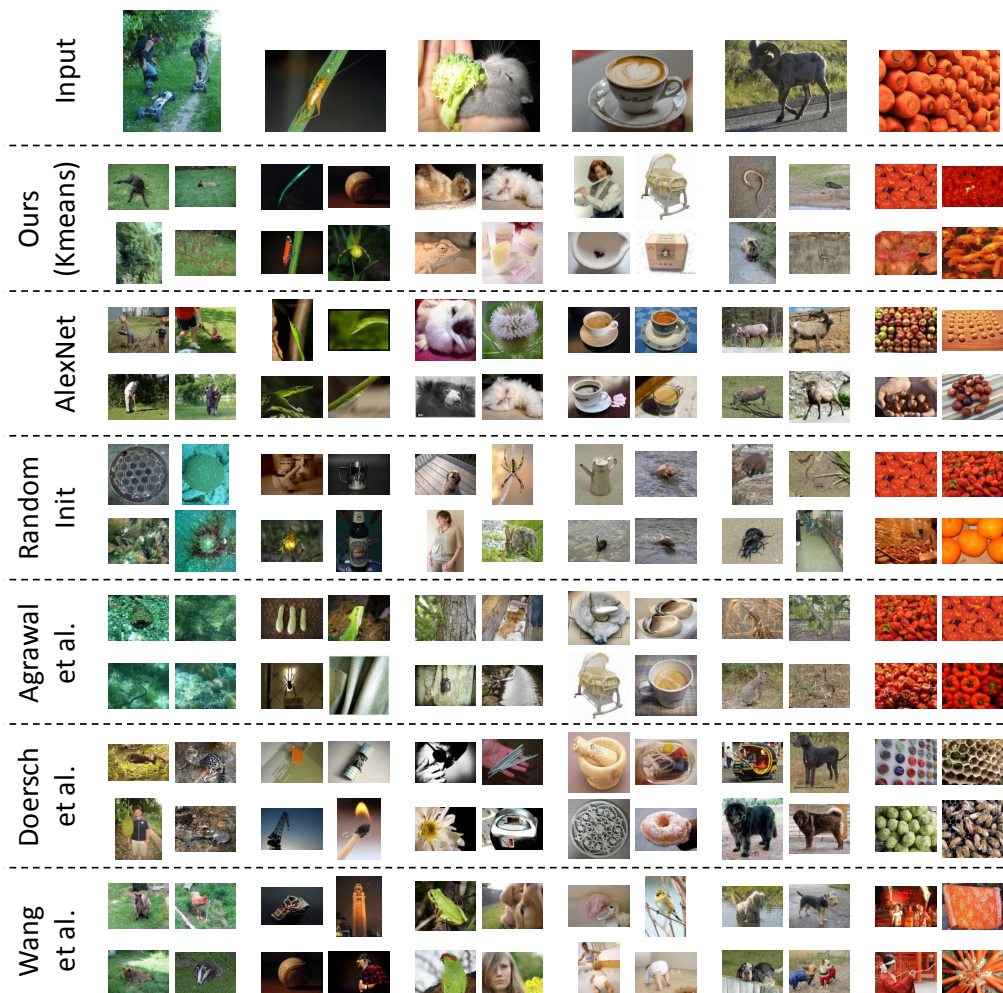 Input
Ours
(Kmeans)
AlexNet
Random
Init
Agrawal
et al.
Doersch
et al.
Wang
et al.